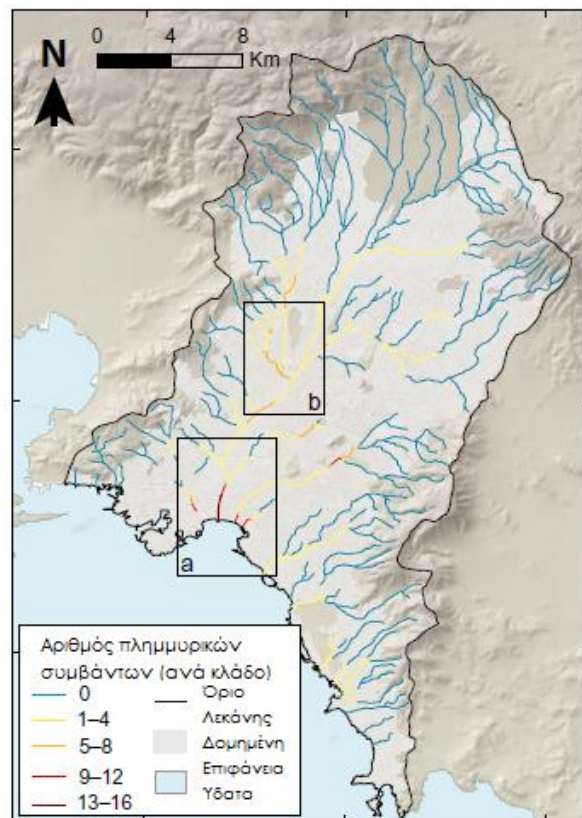 0 4 8
Km
N
b
a
Αριθμός πλημμυρικών
συμβάντων (ανά κλάδο)
0
1–4
5–8
9–12
13–16
Όριο
Λεκάνης
Δομημένη
Επιφάνεια
Ύδατα